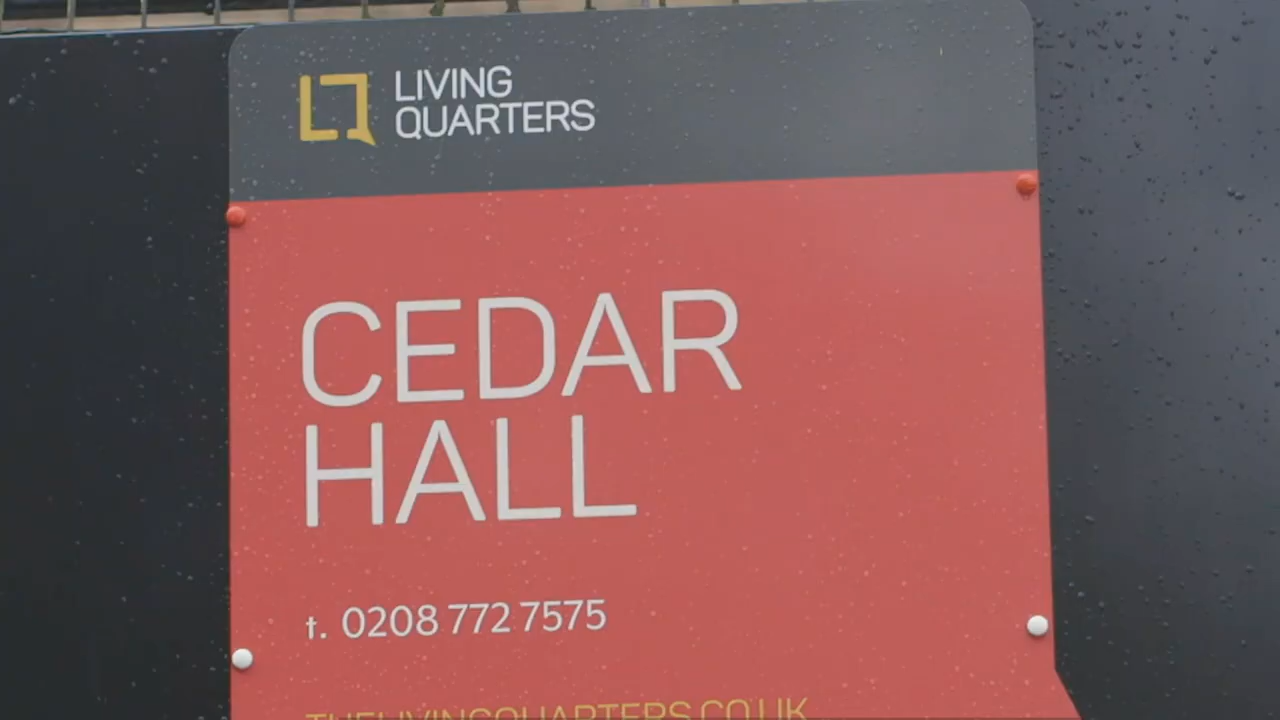 LIVING
QUARTERS
CEDAR
HALL
t. 0208 772 7575
THELIVINGQUARTERS.CO.UK